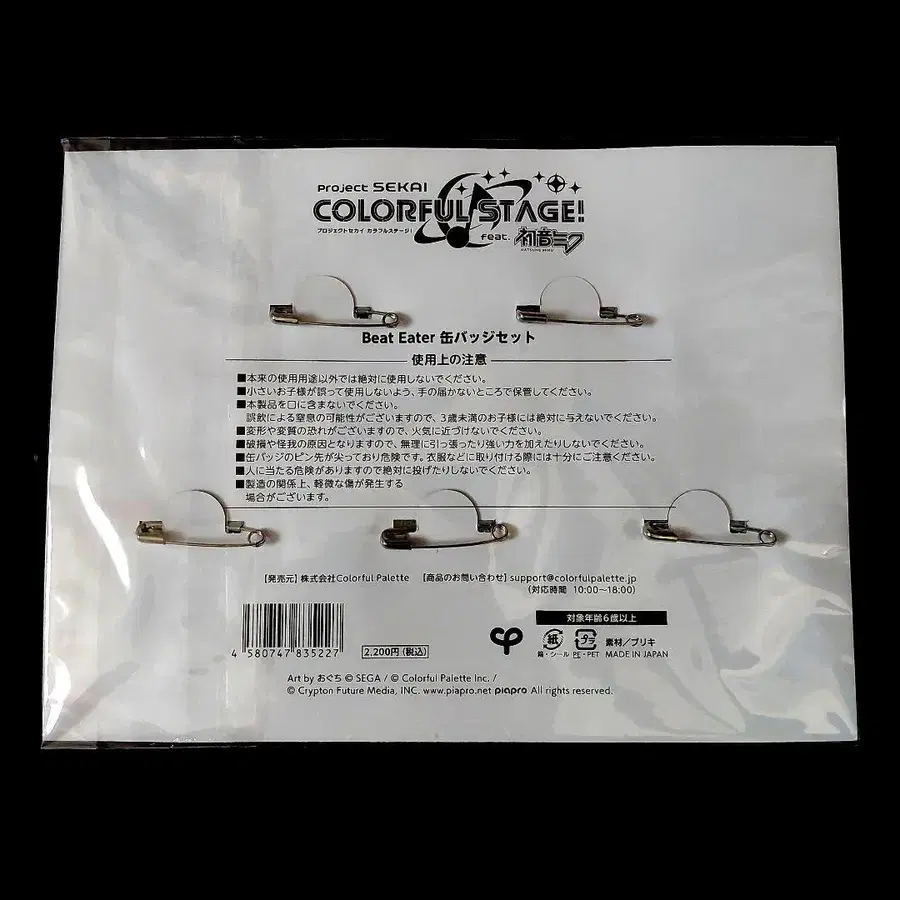 Project SEKAI
COLORFUL STAGE!
プロジェクトセカイ カラフルステージ！
feat. 初音ミク
HATSUNE MIKU
Beat Eater 缶バッジセット
使用上の注意
■本来の使用用途以外では絶対に使用しないでください。
■小さいお子様が誤って使用しないよう、手の届かないところで保管してください。
■本製品を口に含まないでください。
誤飲による窒息の可能性がございますので、3歳未満のお子様には絶対に与えないでください。
■変形や変質の恐れがございますので、火気に近づけないでください。
■破損や怪我の原因となりますので、無理に引っ張ったり強い力を加えたりしないでください。
■缶バッジのピン先が尖っており危険です。衣服などに取り付ける際には十分にご注意ください。
■人に当たる危険がありますので絶対に投げたりしないでください。
■製造の関係上、軽微な傷が発生する
場合がございます。
【発売元】株式会社Colorful Palette 【商品のお問い合わせ】support@colorfulpalette.jp
(対応時間 10:00～18:00)
対象年齢6歳以上
紙 プラ 素材/ブリキ
箱・シール PE・PET MADE IN JAPAN
4 580747 835227
2,200円(税込)
Art by おぐち © SEGA / © Colorful Palette Inc. /
© Crypton Future Media, INC. www.piapro.net piapro All rights reserved.